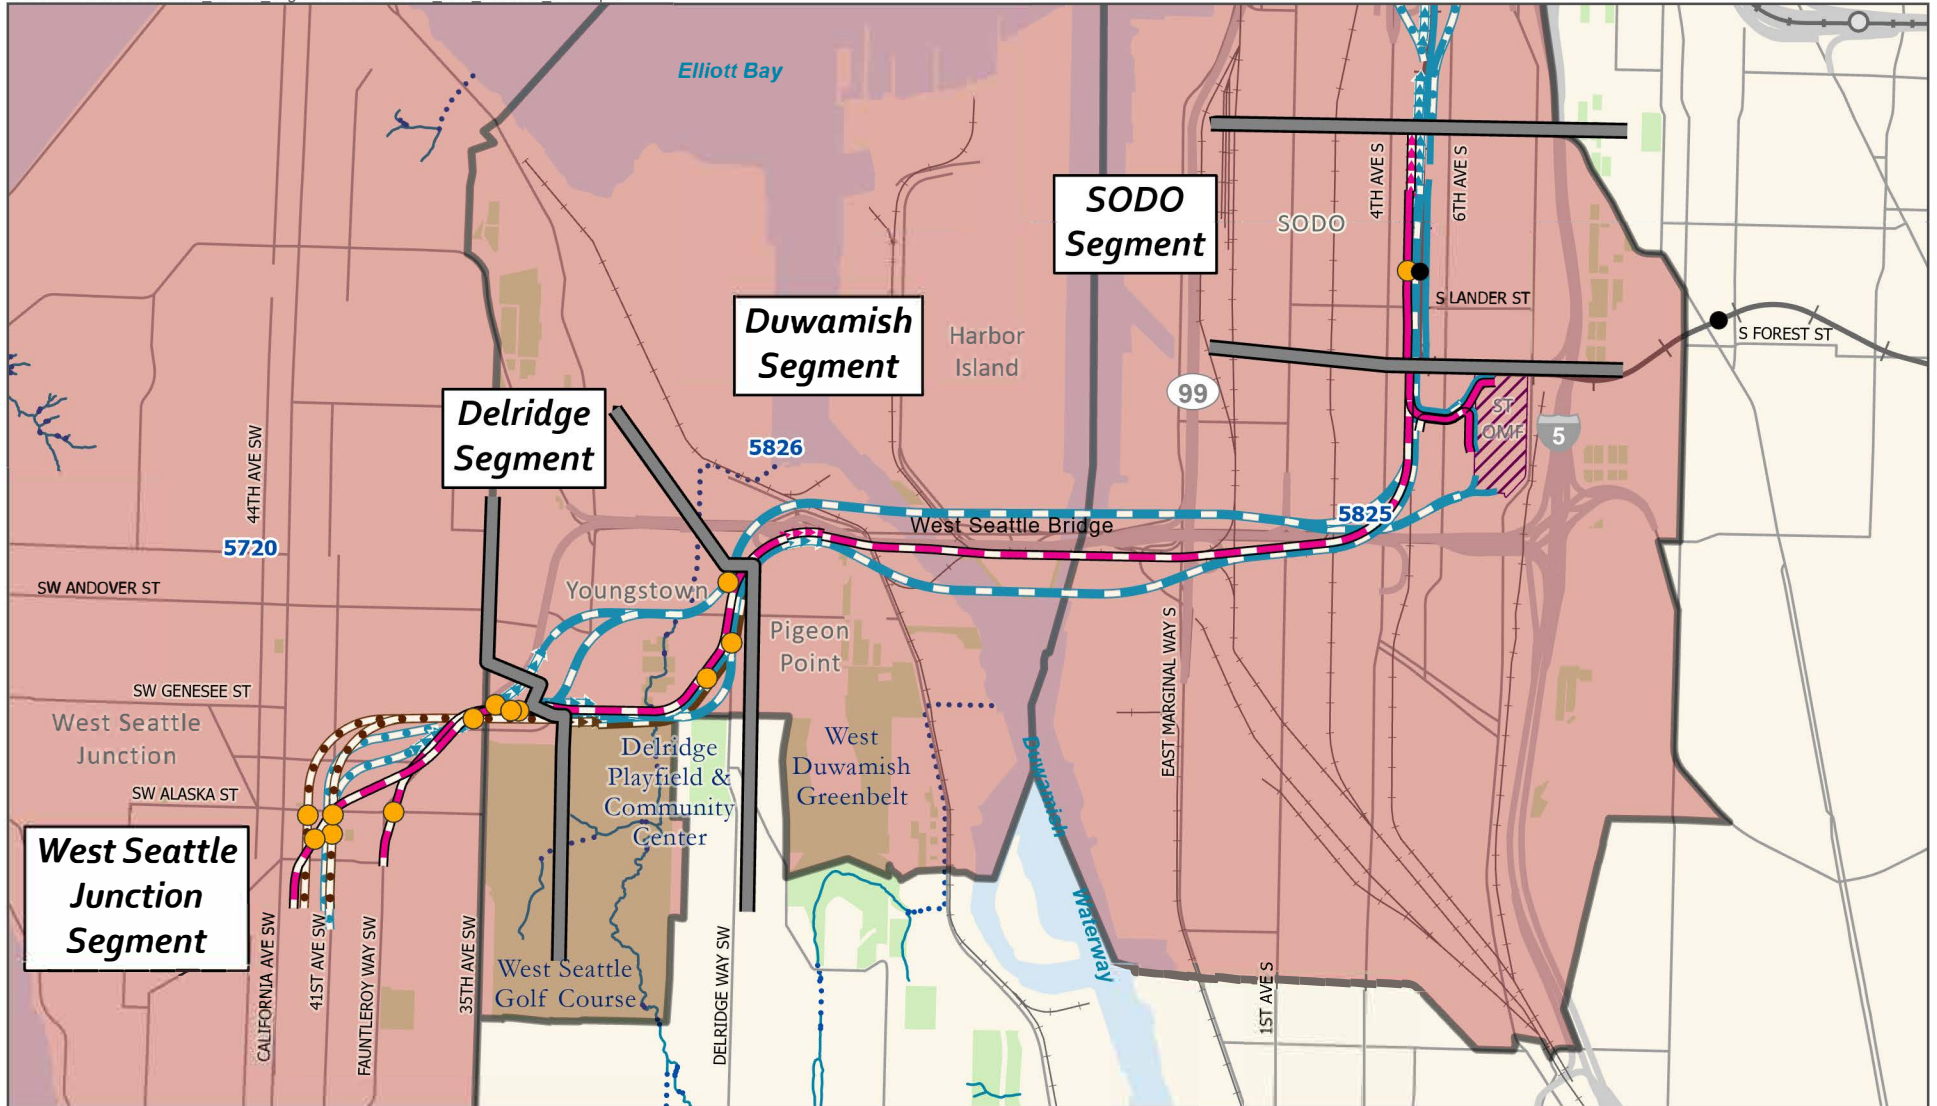 Elliott Bay
4TH AVE S
6TH AVE S
SODO
Segment
SODO
S LANDER ST
Duwamish
Segment
Harbor
Island
S FOREST ST
99
Delridge
Segment
ST
OMF
5
44TH AVE SW
5826
5825
West Seattle Bridge
5720
SW ANDOVER ST
Youngstown
Pigeon
Point
EAST MARGINAL WAY S
SW GENESEE ST
West Seattle
Junction
Delridge
Playfield &
Community
Center
West
Duwamish
Greenbelt
Duwamish
Waterway
SW ALASKA ST
West Seattle
Junction
Segment
CALIFORNIA AVE SW
41ST AVE SW
FAUNTLEROY WAY SW
35TH AVE SW
West Seattle
Golf Course
DELRIDGE WAY SW
1ST AVE S